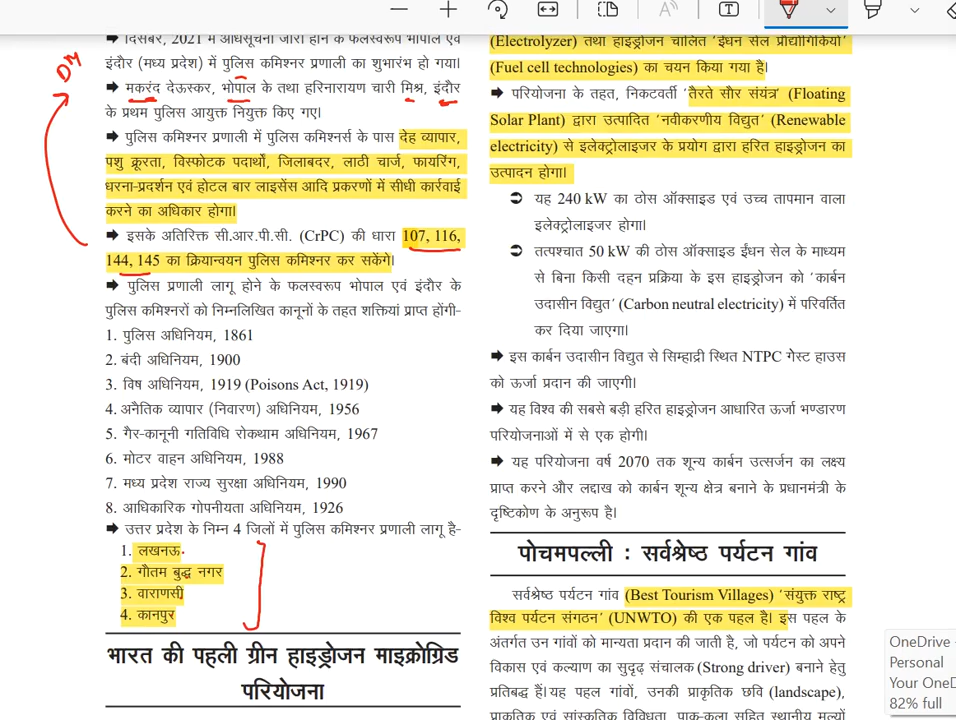 ➡ दिसंबर, 2021 में अधिसूचना जारी होने के फलस्वरूप भोपाल एवं
इंदौर (मध्य प्रदेश) में पुलिस कमिश्नर प्रणाली का शुभारंभ हो गया।
➡ मकरंद देऊस्कर, भोपाल के तथा हरिनारायण चारी मिश्र, इंदौर
के प्रथम पुलिस आयुक्त नियुक्त किए गए।
➡ पुलिस कमिश्नर प्रणाली में पुलिस कमिश्नर्स के पास देह व्यापार,
पशु क्रूरता, विस्फोटक पदार्थों, जिलाबदर, लाठी चार्ज, फायरिंग,
धरना-प्रदर्शन एवं होटल बार लाइसेंस आदि प्रकरणों में सीधी कार्रवाई
करने का अधिकार होगा।
➡ इसके अतिरिक्त सी.आर.पी.सी. (CrPC) की धारा 107, 116,
144, 145 का क्रियान्वयन पुलिस कमिश्नर कर सकेंगे।
➡ पुलिस प्रणाली लागू होने के फलस्वरूप भोपाल एवं इंदौर के
पुलिस कमिश्नरों को निम्नलिखित कानूनों के तहत शक्तियां प्राप्त होंगी-
1. पुलिस अधिनियम, 1861
2. बंदी अधिनियम, 1900
3. विष अधिनियम, 1919 (Poisons Act, 1919)
4. अनैतिक व्यापार (निवारण) अधिनियम, 1956
5. गैर-कानूनी गतिविधि रोकथाम अधिनियम, 1967
6. मोटर वाहन अधिनियम, 1988
7. मध्य प्रदेश राज्य सुरक्षा अधिनियम, 1990
8. आधिकारिक गोपनीयता अधिनियम, 1926
➡ उत्तर प्रदेश के निम्न 4 जिलों में पुलिस कमिश्नर प्रणाली लागू है-
1. लखनऊ
2. गौतम बुद्ध नगर
3. वाराणसी
4. कानपुर
भारत की पहली ग्रीन हाइड्रोजन माइक्रोग्रिड
परियोजना
DM
(Electrolyzer) तथा हाइड्रोजन चालित 'ईंधन सेल प्रौद्योगिकियों'
(Fuel cell technologies) का चयन किया गया है।
➡ परियोजना के तहत, निकटवर्ती 'तैरते सौर संयंत्र' (Floating
Solar Plant) द्वारा उत्पादित 'नवीकरणीय विद्युत' (Renewable
electricity) से इलेक्ट्रोलाइजर के प्रयोग द्वारा हरित हाइड्रोजन का
उत्पादन होगा।
➲ यह 240 kW का ठोस ऑक्साइड एवं उच्च तापमान वाला
इलेक्ट्रोलाइजर होगा।
➲ तत्पश्चात 50 kW की ठोस ऑक्साइड ईंधन सेल के माध्यम
से बिना किसी दहन प्रक्रिया के इस हाइड्रोजन को 'कार्बन
उदासीन विद्युत' (Carbon neutral electricity) में परिवर्तित
कर दिया जाएगा।
➡ इस कार्बन उदासीन विद्युत से सिम्हाद्री स्थित NTPC गेस्ट हाउस
को ऊर्जा प्रदान की जाएगी।
➡ यह विश्व की सबसे बड़ी हरित हाइड्रोजन आधारित ऊर्जा भण्डारण
परियोजनाओं में से एक होगी।
➡ यह परियोजना वर्ष 2070 तक शून्य कार्बन उत्सर्जन का लक्ष्य
प्राप्त करने और लद्दाख को कार्बन शून्य क्षेत्र बनाने के प्रधानमंत्री के
दृष्टिकोण के अनुरूप है।
पोचमपल्ली : सर्वश्रेष्ठ पर्यटन गांव
सर्वश्रेष्ठ पर्यटन गांव (Best Tourism Villages) 'संयुक्त राष्ट्र
विश्व पर्यटन संगठन' (UNWTO) की एक पहल है। इस पहल के
अंतर्गत उन गांवों को मान्यता प्रदान की जाती है, जो पर्यटन को अपने
विकास एवं कल्याण का सुदृढ़ संचालक (Strong driver) बनाने हेतु
प्रतिबद्ध हैं। यह पहल गांवों, उनकी प्राकृतिक छवि (landscape),
प्राकृतिक एवं सांस्कृतिक विविधता, पाक-कला सहित स्थानीय मूल्यों
OneDrive -
Personal
Your OneD
82% full